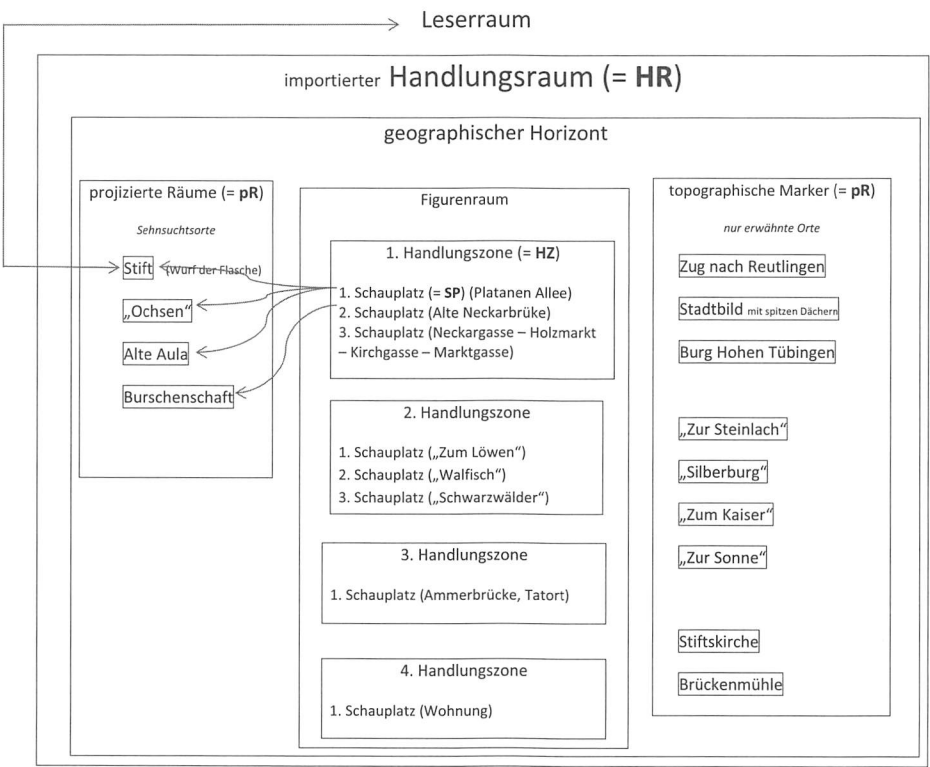 Leserraum
importierter Handlungsraum (= HR)
geographischer Horizont
projizierte Räume (= pR)
Sehnsuchtsorte
Stift (Wurf der Flasche)
„Ochsen“
Alte Aula
Burschenschaft
Figurenraum
1. Handlungszone (= HZ)
1. Schauplatz (= SP) (Platanen Allee)
2. Schauplatz (Alte Neckarbrüke)
3. Schauplatz (Neckargasse – Holzmarkt
– Kirchgasse – Marktgasse)
2. Handlungszone
1. Schauplatz („Zum Löwen“)
2. Schauplatz („Walfisch“)
3. Schauplatz („Schwarzwälder“)
3. Handlungszone
1. Schauplatz (Ammerbrücke, Tatort)
4. Handlungszone
1. Schauplatz (Wohnung)
topographische Marker (= pR)
nur erwähnte Orte
Zug nach Reutlingen
Stadtbild mit spitzen Dächern
Burg Hohen Tübingen
„Zur Steinlach“
„Silberburg“
„Zum Kaiser“
„Zur Sonne“
Stiftskirche
Brückenmühle